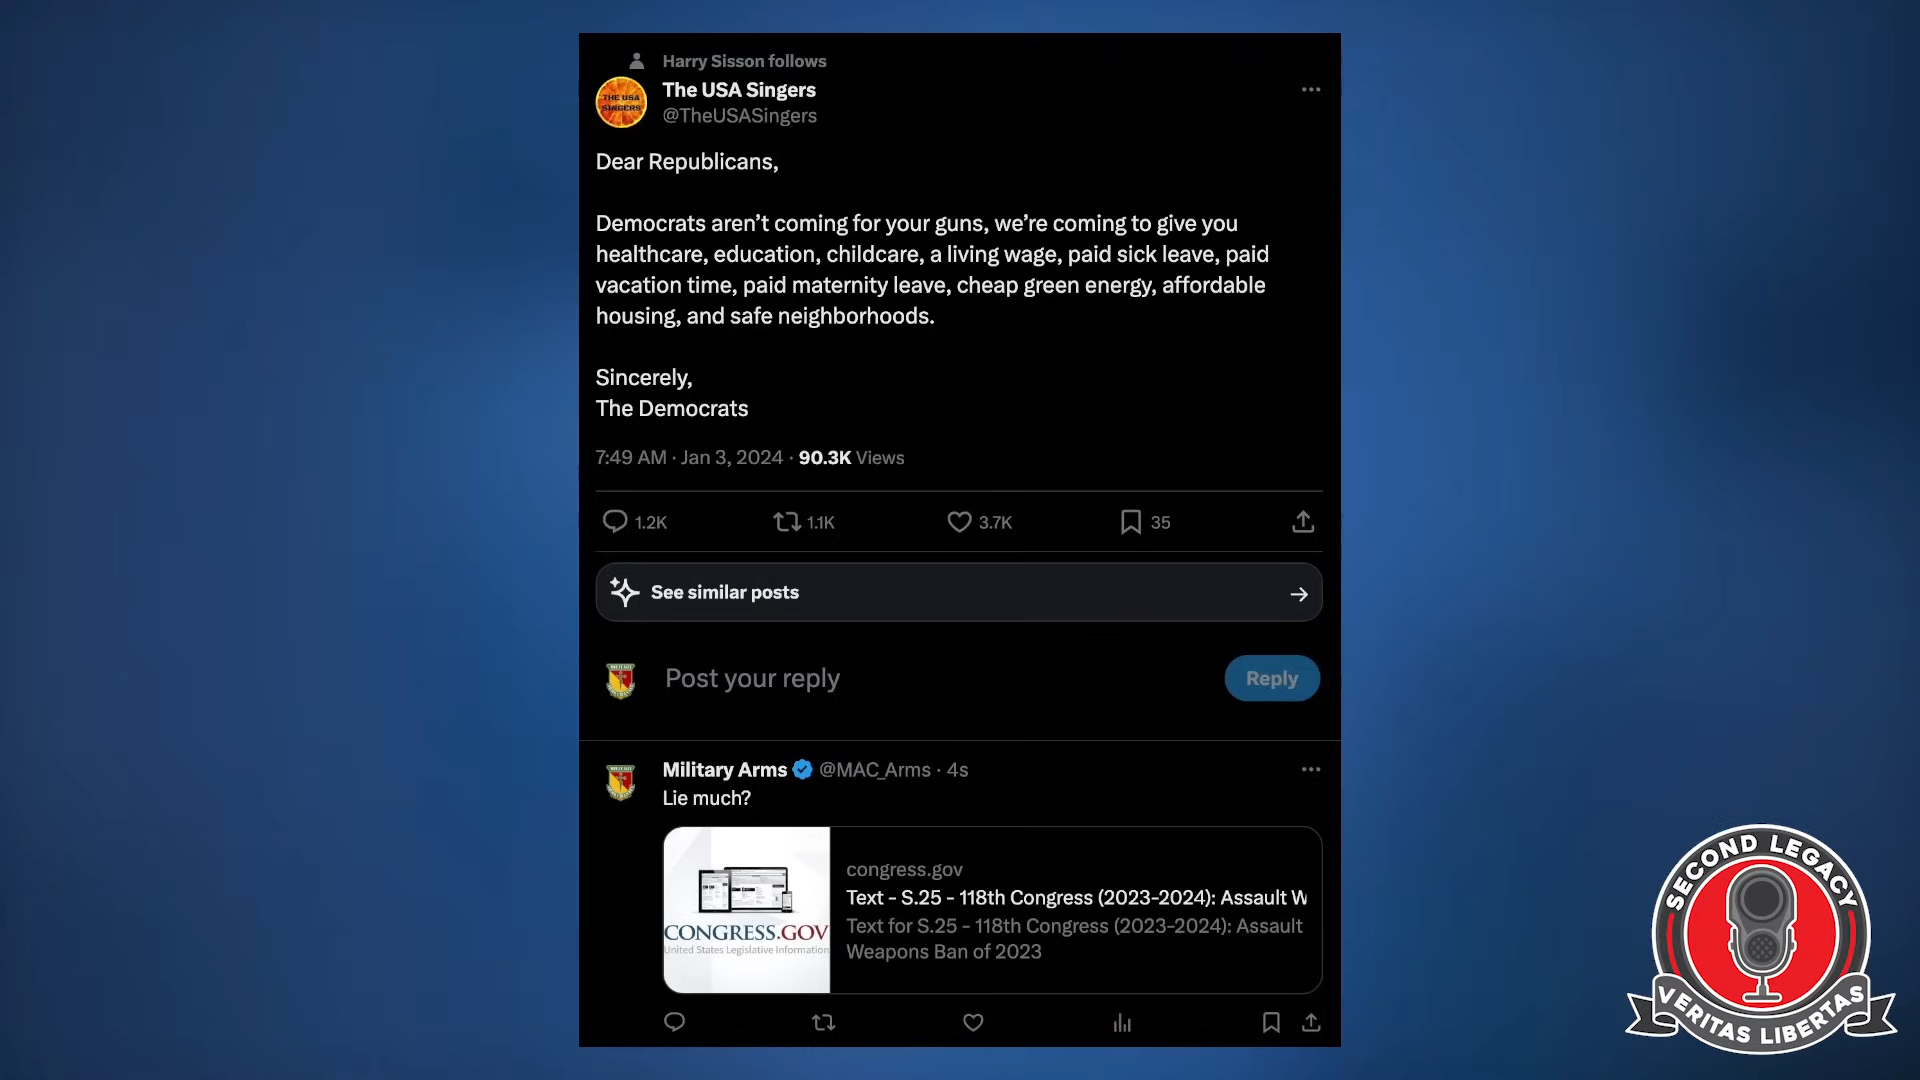 Harry Sisson follows
The USA Singers
@TheUSASingers
THE USA
SINGERS
Dear Republicans,
Democrats aren’t coming for your guns, we’re coming to give you
healthcare, education, childcare, a living wage, paid sick leave, paid
vacation time, paid maternity leave, cheap green energy, affordable
housing, and safe neighborhoods.
Sincerely,
The Democrats
7:49 AM · Jan 3, 2024 · 90.3K Views
1.2K 1.1K 3.7K 35
See similar posts
Post your reply
Reply
Military Arms @MAC_Arms · 4s
Lie much?
congress.gov
Text - S.25 - 118th Congress (2023-2024): Assault W
Text for S.25 - 118th Congress (2023-2024): Assault
Weapons Ban of 2023
CONGRESS.GOV
United States Legislative Information
SECOND LEGACY
VERITAS LIBERTAS